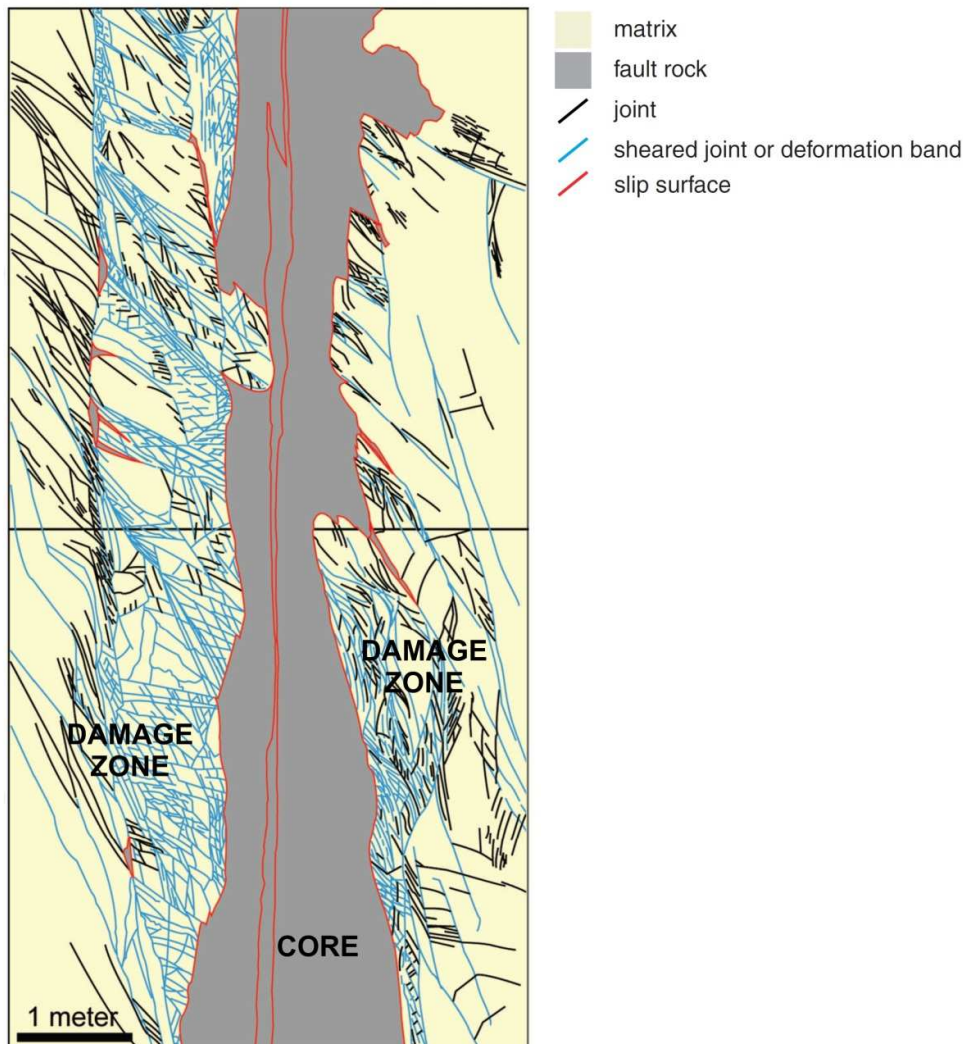 matrix
fault rock
joint
sheared joint or deformation band
slip surface
DAMAGE
ZONE
DAMAGE
ZONE
CORE
1 meter